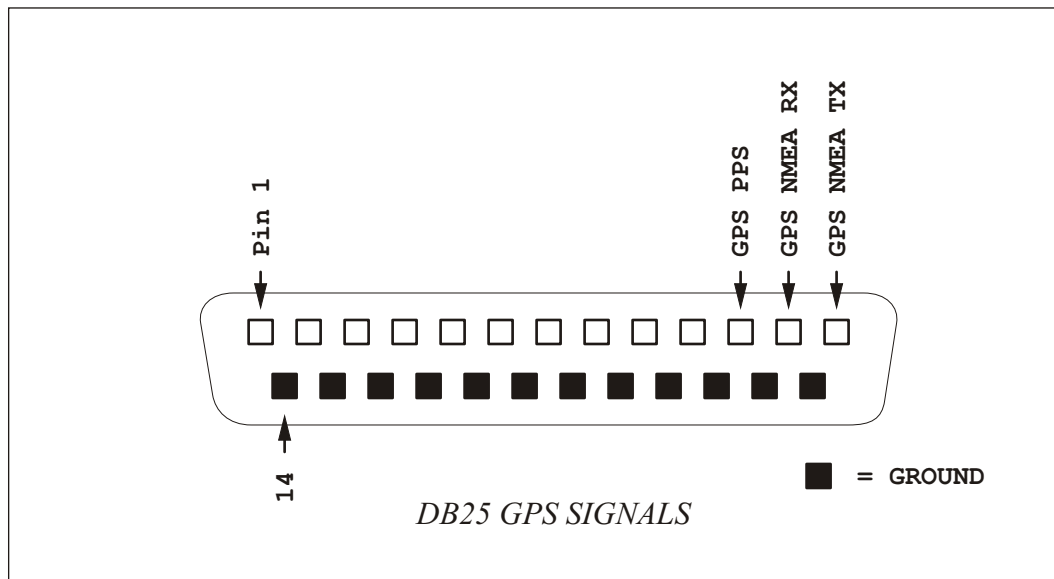 Pin 1
GPS PPS
GPS NMEA RX
GPS NMEA TX
14
= GROUND
DB25 GPS SIGNALS